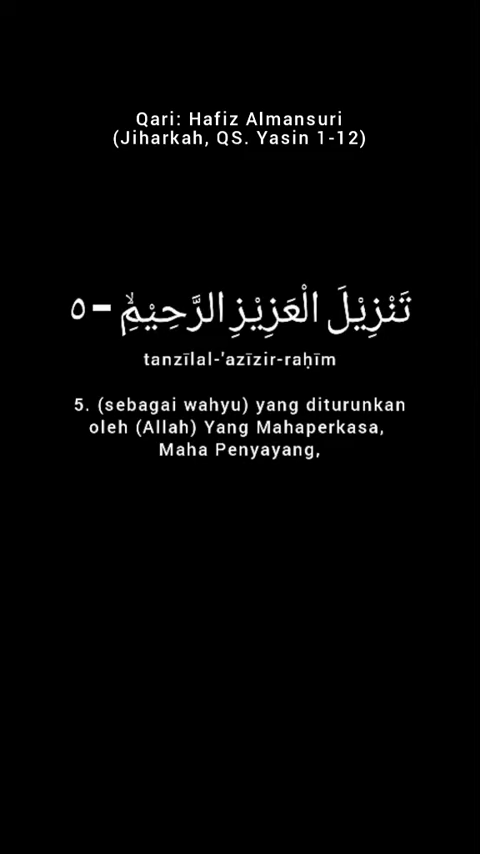 Qari: Hafiz Almansuri
(Jiharkah, QS. Yasin 1-12)
تَنْزِيْلَ الْعَزِيْزِ الرَّحِيْمِۙ - ٥
tanzīlal-'azīzir-raḥīm
5. (sebagai wahyu) yang diturunkan
oleh (Allah) Yang Mahaperkasa,
Maha Penyayang,